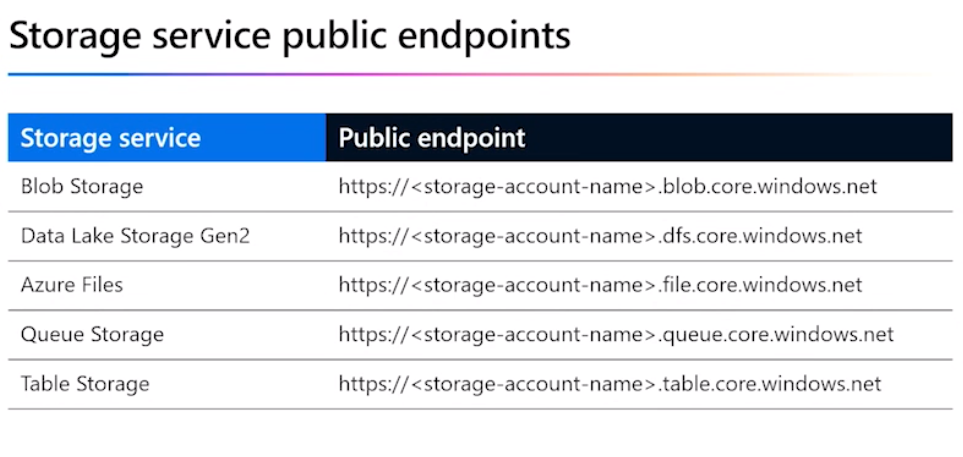 Storage service public endpoints
Storage service Public endpoint
Blob Storage https://<storage-account-name>.blob.core.windows.net
Data Lake Storage Gen2 https://<storage-account-name>.dfs.core.windows.net
Azure Files https://<storage-account-name>.file.core.windows.net
Queue Storage https://<storage-account-name>.queue.core.windows.net
Table Storage https://<storage-account-name>.table.core.windows.net